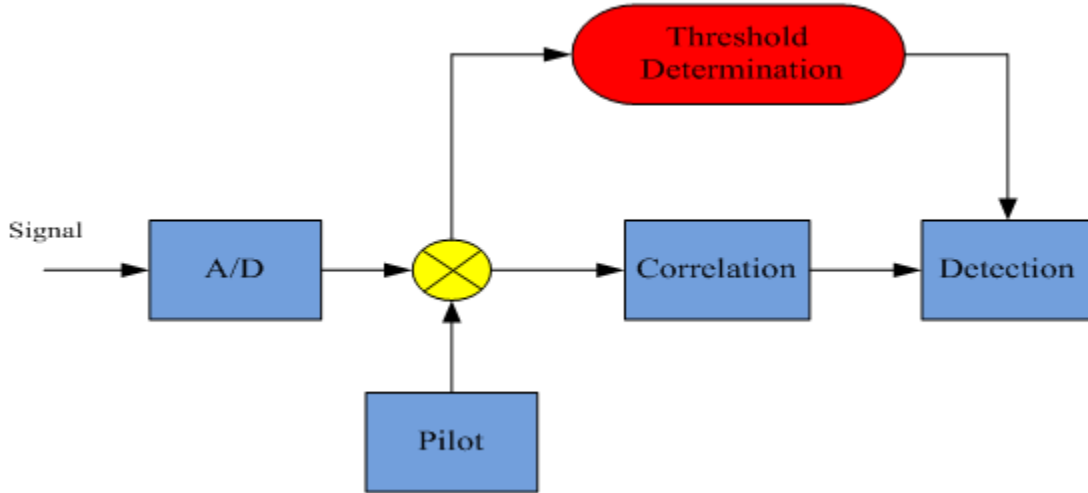 Threshold
Determination
Signal
A/D
Correlation
Detection
Pilot